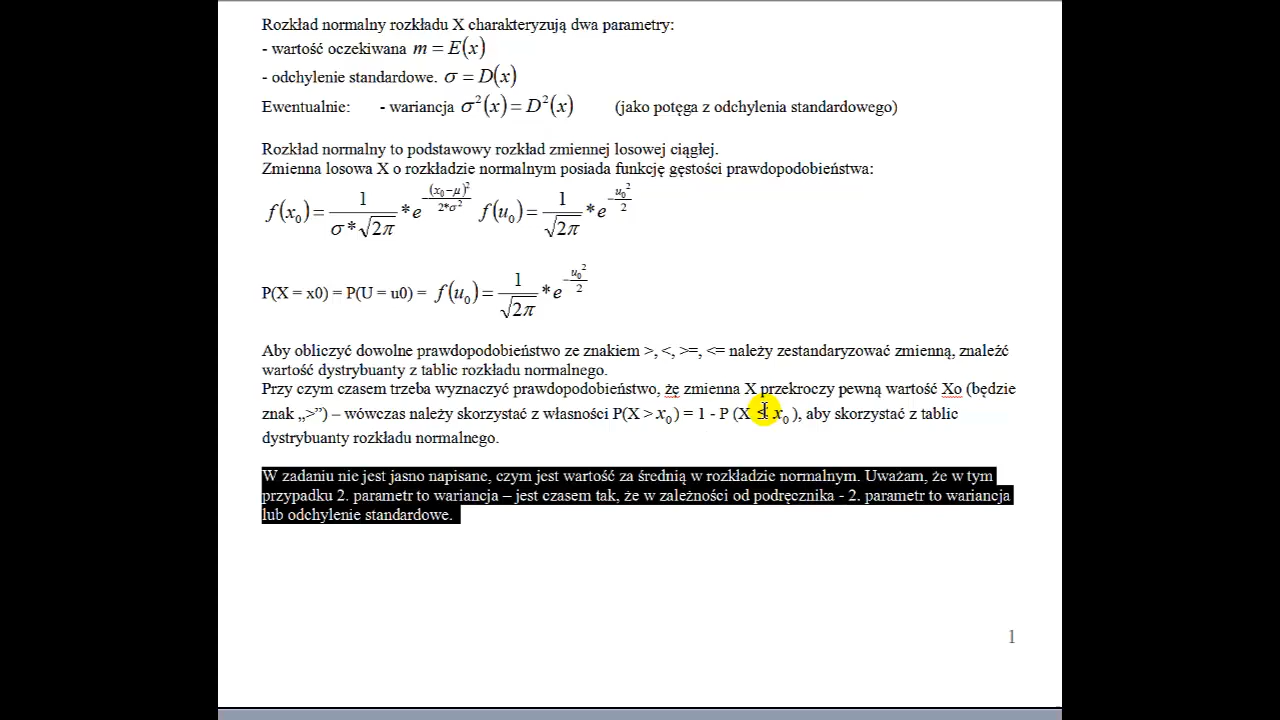 Rozkład normalny rozkładu X charakteryzują dwa parametry:
- wartość oczekiwana m = E(x)
- odchylenie standardowe. σ = D(x)
Ewentualnie: - wariancja σ²(x) = D²(x) (jako potęga z odchylenia standardowego)
Rozkład normalny to podstawowy rozkład zmiennej losowej ciągłej.
Zmienna losowa X o rozkładzie normalnym posiada funkcję gęstości prawdopodobieństwa:
f(x₀) = 1/(σ*√2π) * e^(-(x₀-μ)²/(2*σ²)) f(u₀) = 1/√2π * e^(-u₀²/2)
P(X = x0) = P(U = u0) = f(u₀) = 1/√2π * e^(-u₀²/2)
Aby obliczyć dowolne prawdopodobieństwo ze znakiem >, <, >=, <= należy zestandaryzować zmienną, znaleźć
wartość dystrybuanty z tablic rozkładu normalnego.
Przy czym czasem trzeba wyznaczyć prawdopodobieństwo, żę zmienna X przekroczy pewną wartość Xo (będzie
znak „>”) – wówczas należy skorzystać z własności P(X > x₀) = 1 - P (X ≤ x₀), aby skorzystać z tablic
dystrybuanty rozkładu normalnego.
W zadaniu nie jest jasno napisane, czym jest wartość za średnią w rozkładzie normalnym. Uważam, że w tym
przypadku 2. parametr to wariancja – jest czasem tak, że w zależności od podręcznika - 2. parametr to wariancja
lub odchylenie standardowe.
1